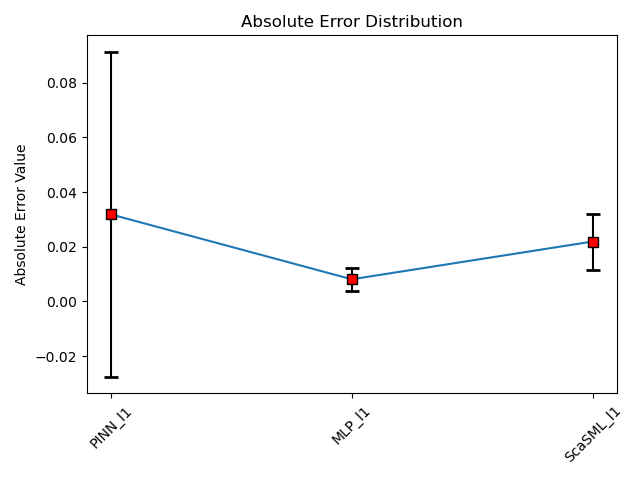 Absolute Error Distribution
Absolute Error Value
0.08
0.06
0.04
0.02
0.00
−0.02
PINN_l1
MLP_l1
ScaSML_l1